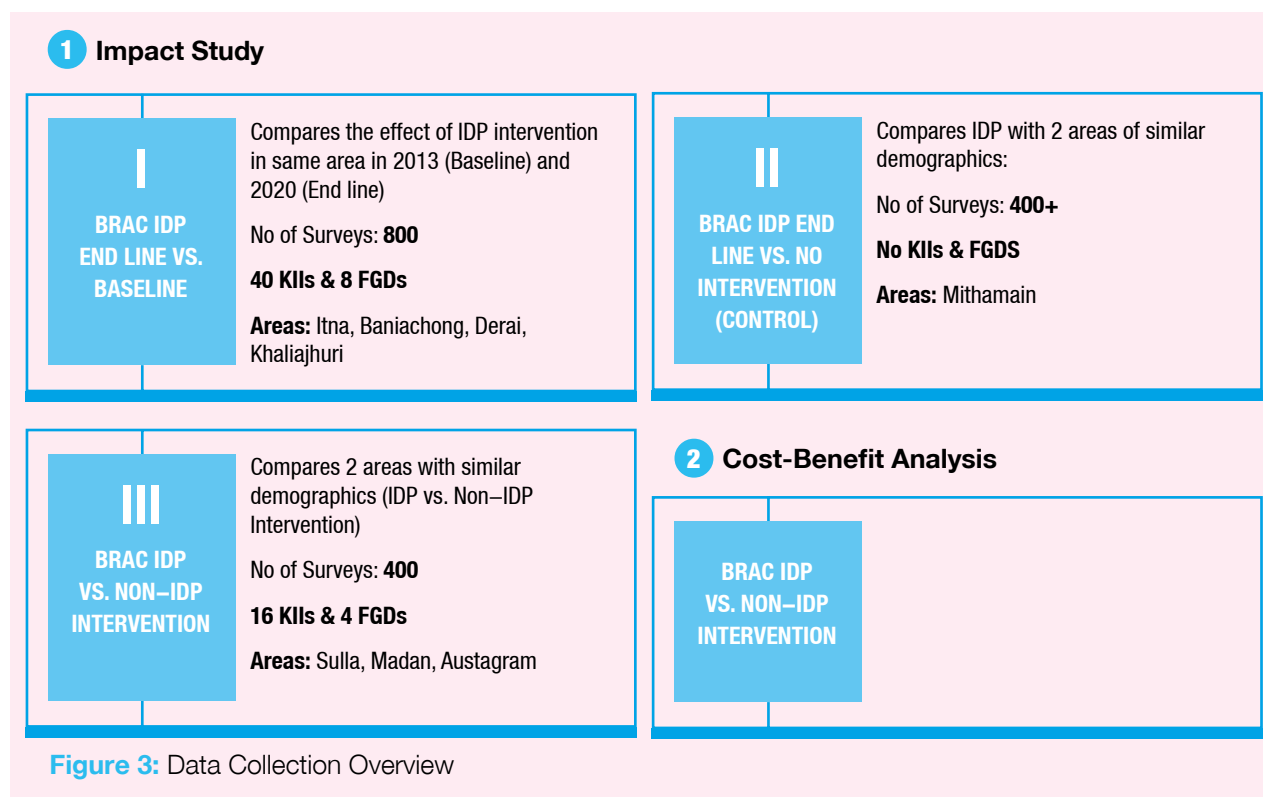 1 Impact Study
I
BRAC IDP
END LINE VS.
BASELINE
Compares the effect of IDP intervention
in same area in 2013 (Baseline) and
2020 (End line)
No of Surveys: 800
40 KIIs & 8 FGDs
Areas: Itna, Baniachong, Derai,
Khaliajhuri
II
BRAC IDP END
LINE VS. NO
INTERVENTION
(CONTROL)
Compares IDP with 2 areas of similar
demographics:
No of Surveys: 400+
No KIIs & FGDS
Areas: Mithamain
III
BRAC IDP
VS. NON–IDP
INTERVENTION
Compares 2 areas with similar
demographics (IDP vs. Non–IDP
Intervention)
No of Surveys: 400
16 KIIs & 4 FGDs
Areas: Sulla, Madan, Austagram
2 Cost-Benefit Analysis
BRAC IDP
VS. NON–IDP
INTERVENTION
Figure 3: Data Collection Overview